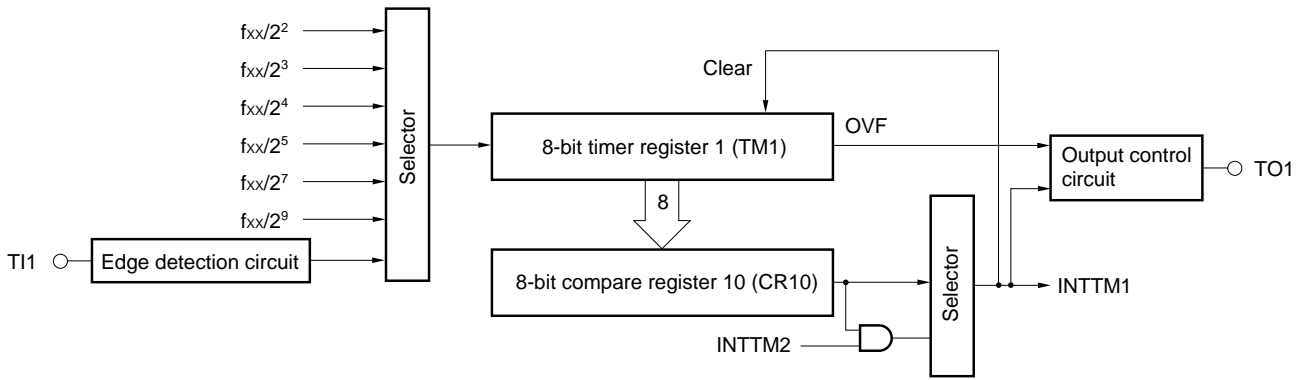 fxx/2²
fxx/2³
fxx/2⁴
fxx/2⁵
fxx/2⁷
fxx/2⁹
TI1
Edge detection circuit
Selector
Clear
8-bit timer register 1 (TM1)
OVF
8
8-bit compare register 10 (CR10)
INTTM2
Selector
Output control
circuit
TO1
INTTM1